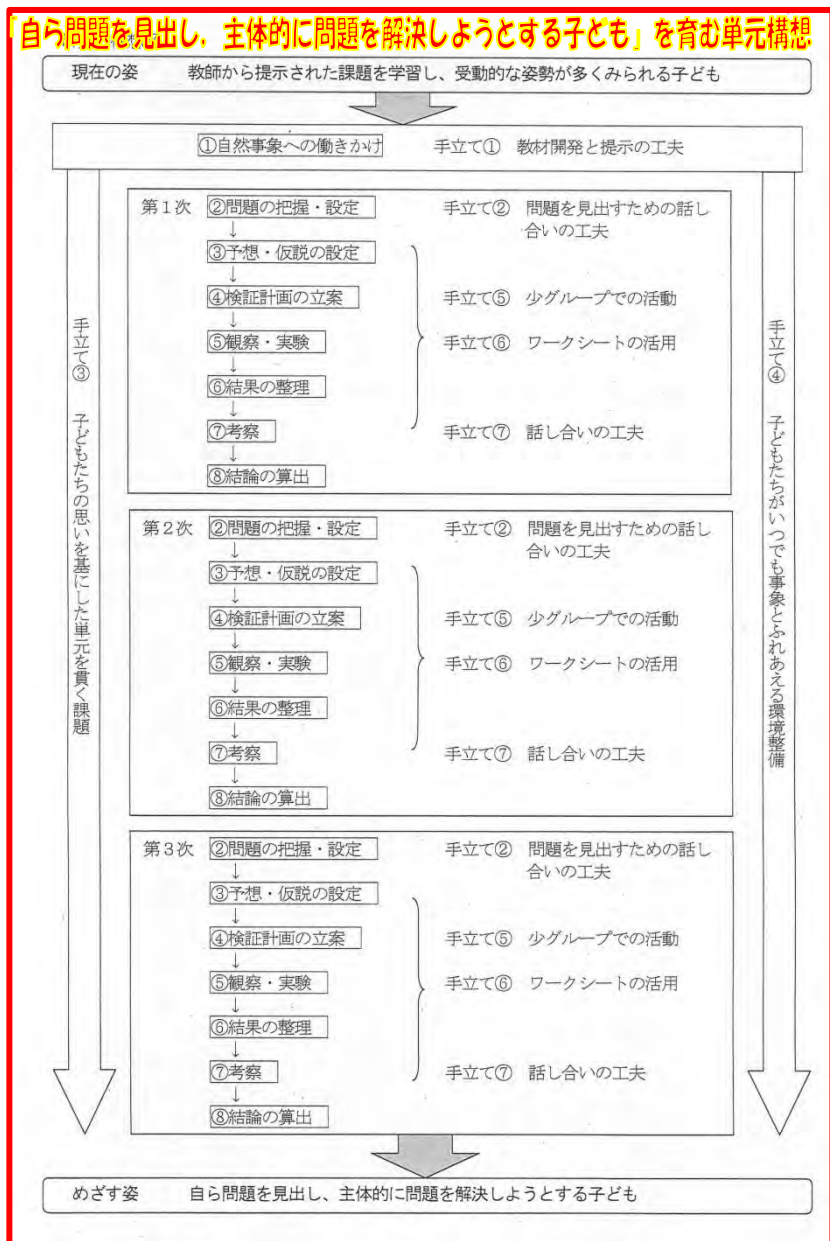 「自ら問題を見出し、主体的に問題を解決しようとする子ども」を育む単元構想
現在の姿 教師から提示された課題を学習し、受動的な姿勢が多くみられる子ども
①自然事象への働きかけ 手立て① 教材開発と提示の工夫
手立て③ 子どもたちの思いを基にした単元を貫く課題
第1次 ②問題の把握・設定 手立て② 問題を見出すための話し
合いの工夫
↓
③予想・仮説の設定
↓
④検証計画の立案 手立て⑤ 少グループでの活動
↓
⑤観察・実験 手立て⑥ ワークシートの活用
↓
⑥結果の整理
↓
⑦考察 手立て⑦ 話し合いの工夫
↓
⑧結論の算出
第2次 ②問題の把握・設定 手立て② 問題を見出すための話し
合いの工夫
↓
③予想・仮説の設定
↓
④検証計画の立案 手立て⑤ 少グループでの活動
↓
⑤観察・実験 手立て⑥ ワークシートの活用
↓
⑥結果の整理
↓
⑦考察 手立て⑦ 話し合いの工夫
↓
⑧結論の算出
第3次 ②問題の把握・設定 手立て② 問題を見出すための話し
合いの工夫
↓
③予想・仮説の設定
↓
④検証計画の立案 手立て⑤ 少グループでの活動
↓
⑤観察・実験 手立て⑥ ワークシートの活用
↓
⑥結果の整理
↓
⑦考察 手立て⑦ 話し合いの工夫
↓
⑧結論の算出
手立て④ 子どもたちがいつでも事象とふれあえる環境整備
めざす姿 自ら問題を見出し、主体的に問題を解決しようとする子ども